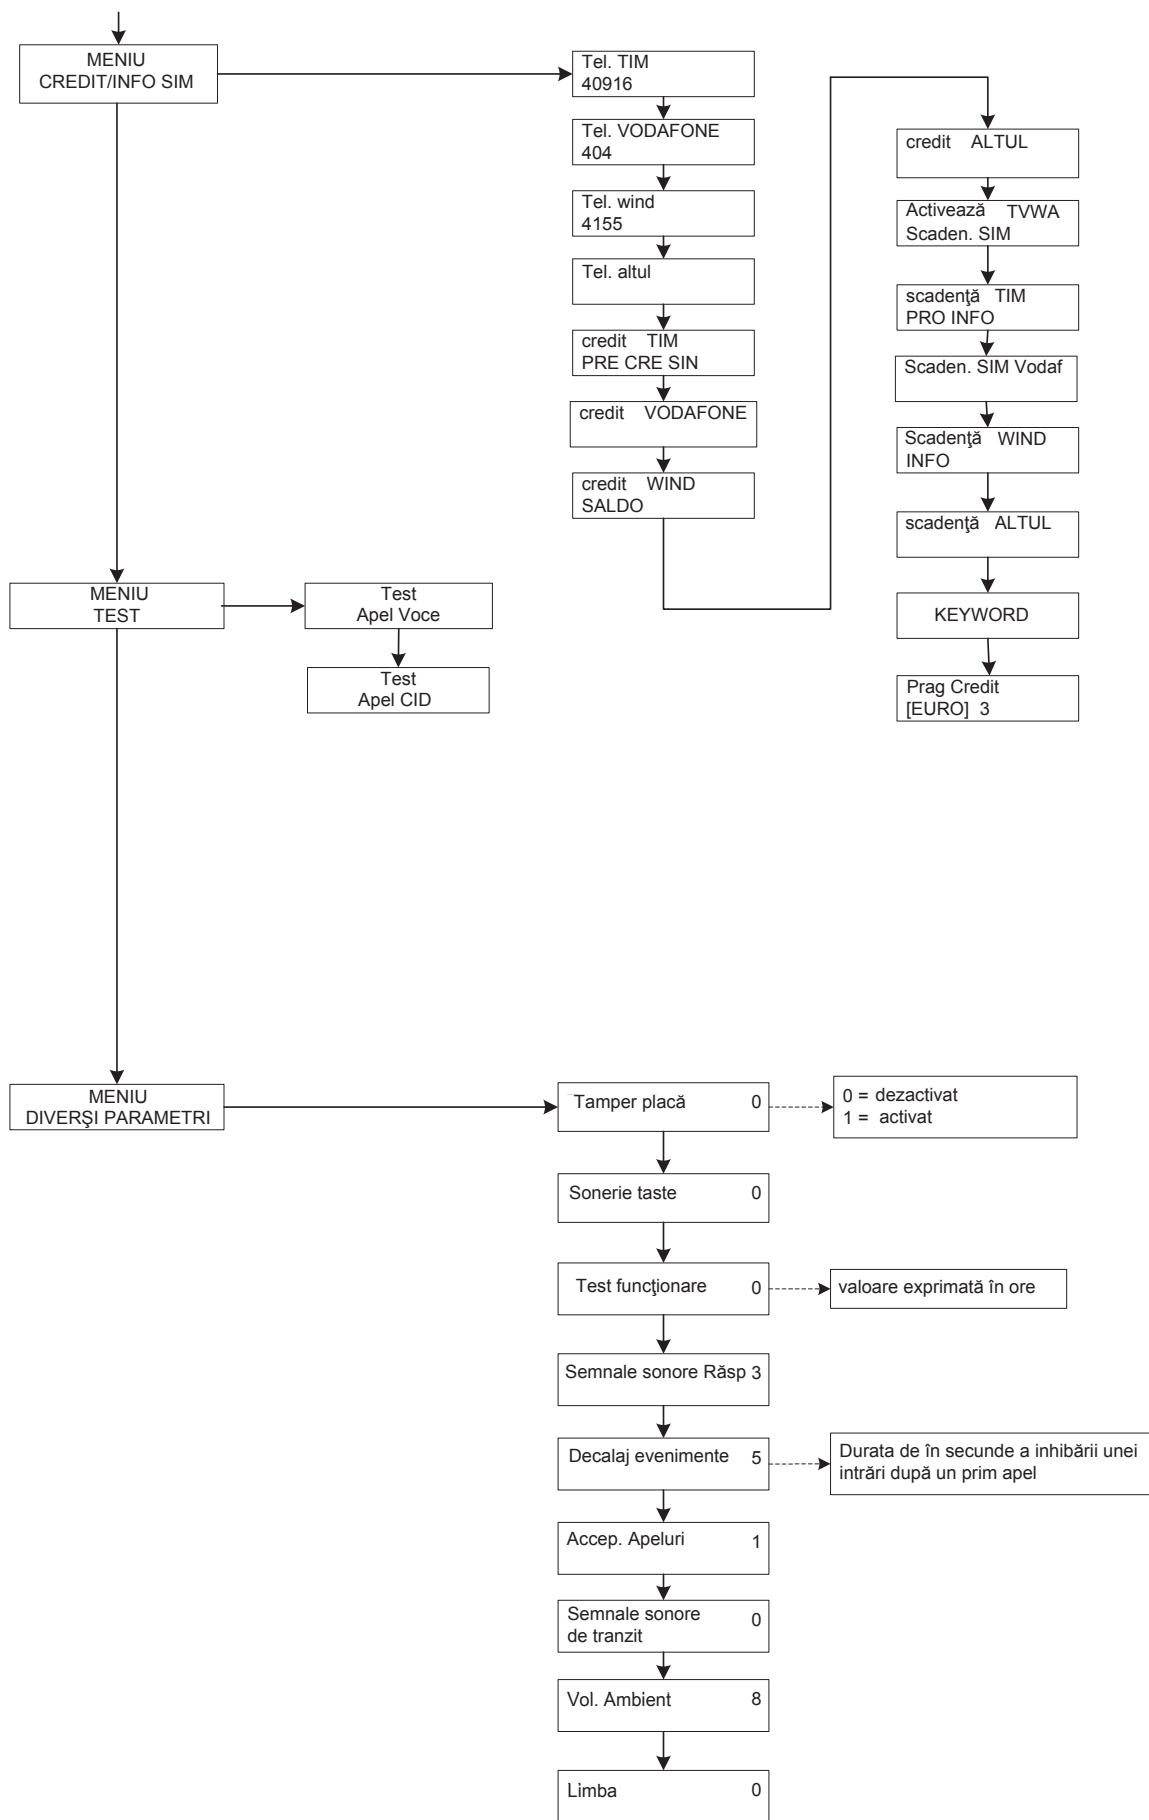 MENIU
CREDIT/INFO SIM
Tel. TIM
40916
Tel. VODAFONE
404
Tel. wind
4155
Tel. altul
credit TIM
PRE CRE SIN
credit VODAFONE
credit WIND
SALDO
credit ALTUL
Activează TVWA
Scaden. SIM
scadenţă TIM
PRO INFO
Scaden. SIM Vodaf
Scadenţă WIND
INFO
scadenţă ALTUL
KEYWORD
Prag Credit
[EURO] 3
MENIU
TEST
Test
Apel Voce
Test
Apel CID
MENIU
DIVERŞI PARAMETRI
Tamper placă 0
0 = dezactivat
1 = activat
Sonerie taste 0
Test funcţionare 0
valoare exprimată în ore
Semnale sonore Răsp 3
Decalaj evenimente 5
Durata de în secunde a inhibării unei
intrări după un prim apel
Accep. Apeluri 1
Semnale sonore
de tranzit 0
Vol. Ambient 8
Limba 0